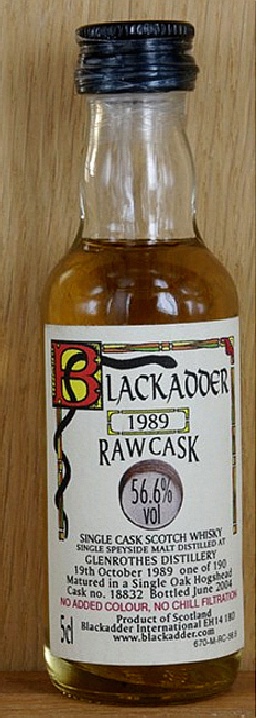 BLACKADDER
1989
RAW CASK
56.6%
vol
SINGLE CASK SCOTCH WHISKY
SINGLE SPEYSIDE MALT DISTILLED AT
GLENROTHES DISTILLERY
19th October 1989 one of 190
Matured in a Single Oak Hogshead
Cask no. 18832 Bottled June 2004
NO ADDED COLOUR, NO CHILL FILTRATION
Product of Scotland
5cl Blackadder International EH14 1BD
www.blackadder.com